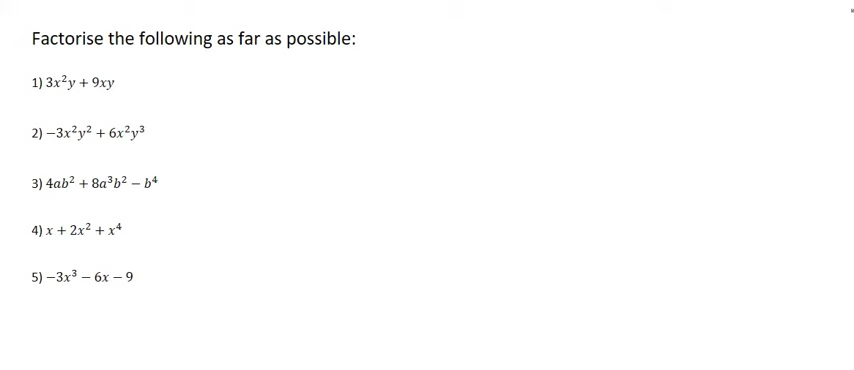 Factorise the following as far as possible:
1) 3x²y + 9xy
2) −3x²y² + 6x²y³
3) 4ab² + 8a³b² − b⁴
4) x + 2x² + x⁴
5) −3x³ − 6x − 9